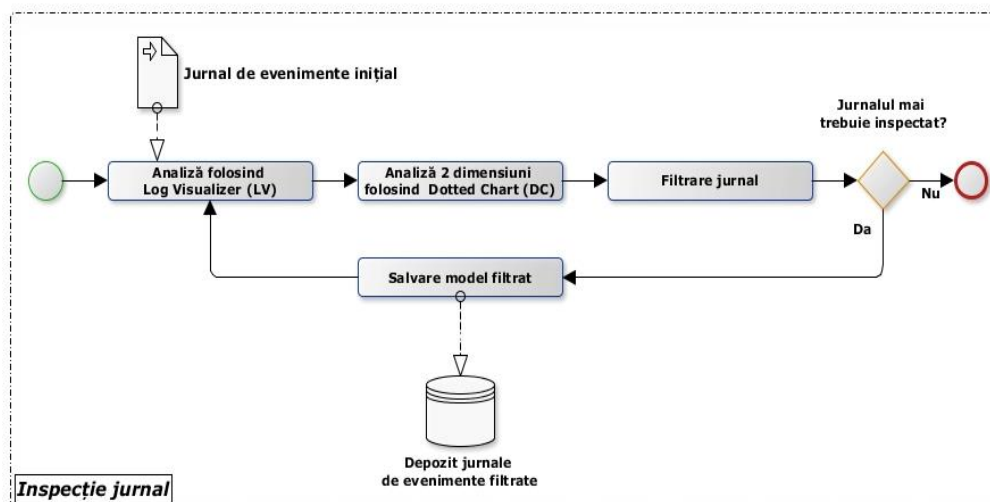 Jurnal de evenimente inițial
Jurnalul mai
trebuie inspectat?
Analiză folosind
Log Visualizer (LV)
Analiză 2 dimensiuni
folosind Dotted Chart (DC)
Filtrare jurnal
Nu
Da
Salvare model filtrat
Depozit jurnale
de evenimente filtrate
Inspecție jurnal